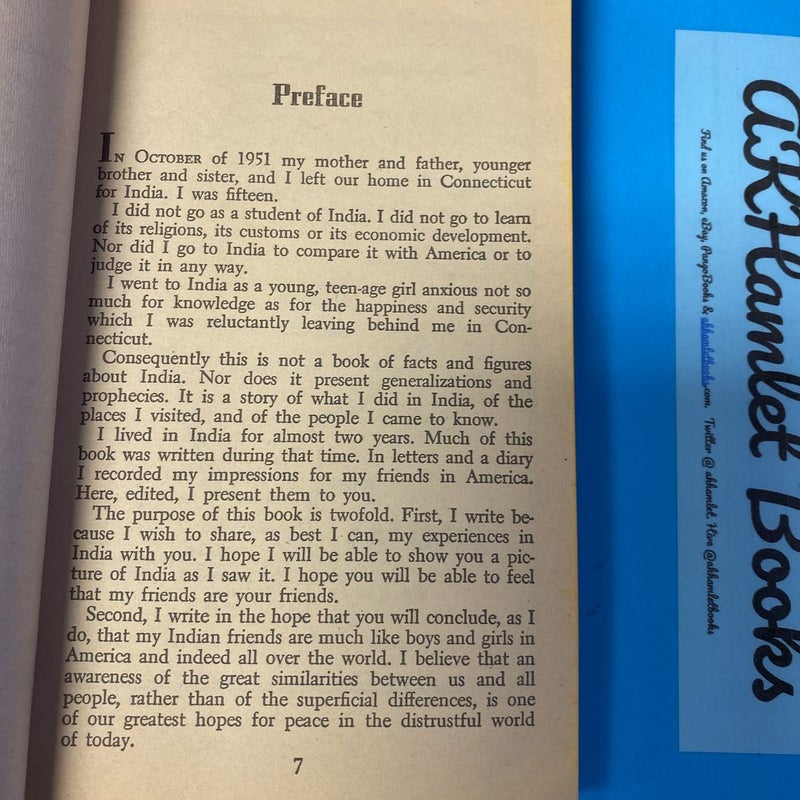 Preface
In October of 1951 my mother and father, younger
brother and sister, and I left our home in Connecticut
for India. I was fifteen.
I did not go as a student of India. I did not go to learn
of its religions, its customs or its economic development.
Nor did I go to India to compare it with America or to
judge it in any way.
I went to India as a young, teen-age girl anxious not so
much for knowledge as for the happiness and security
which I was reluctantly leaving behind me in Con-
necticut.
Consequently this is not a book of facts and figures
about India. Nor does it present generalizations and
prophecies. It is a story of what I did in India, of the
places I visited, and of the people I came to know.
I lived in India for almost two years. Much of this
book was written during that time. In letters and a diary
I recorded my impressions for my friends in America.
Here, edited, I present them to you.
The purpose of this book is twofold. First, I write be-
cause I wish to share, as best I can, my experiences in
India with you. I hope I will be able to show you a pic-
ture of India as I saw it. I hope you will be able to feel
that my friends are your friends.
Second, I write in the hope that you will conclude, as I
do, that my Indian friends are much like boys and girls in
America and indeed all over the world. I believe that an
awareness of the great similarities between us and all
people, rather than of the superficial differences, is one
of our greatest hopes for peace in the distrustful world
of today.
7
aKHamlet Books
Find us on Amazon, eBay, PangoBooks & akhamletbooks.com. Twitter @ akhamlet. Hive @akhamletbooks